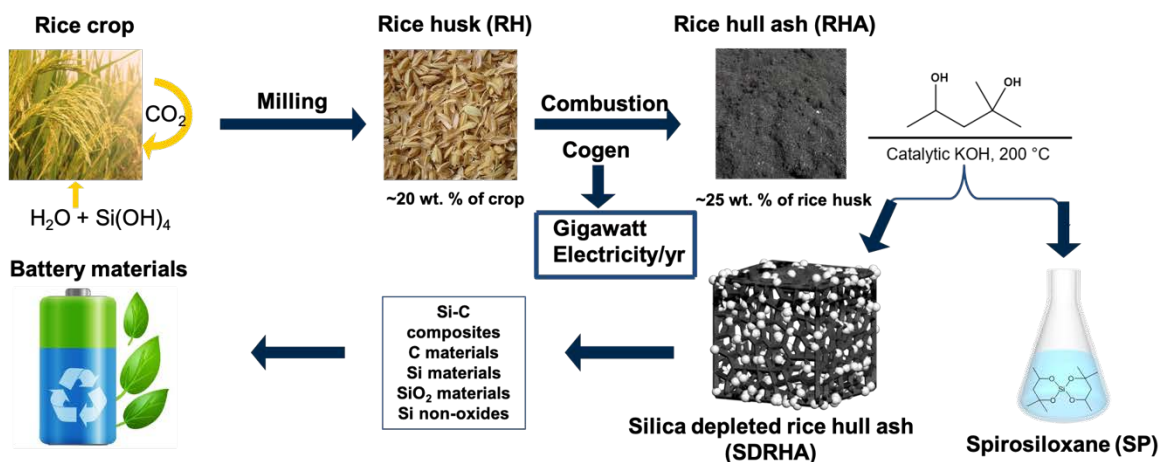 Rice crop
CO2
H2O + Si(OH)4
Milling
Rice husk (RH)
~20 wt. % of crop
Combustion
Cogen
Gigawatt
Electricity/yr
Rice hull ash (RHA)
~25 wt. % of rice husk
OH
OH
Catalytic KOH, 200 °C
Battery materials
Si-C
composites
C materials
Si materials
SiO2 materials
Si non-oxides
Silica depleted rice hull ash
(SDRHA)
O
O
Si
O
O
Spirosiloxane (SP)